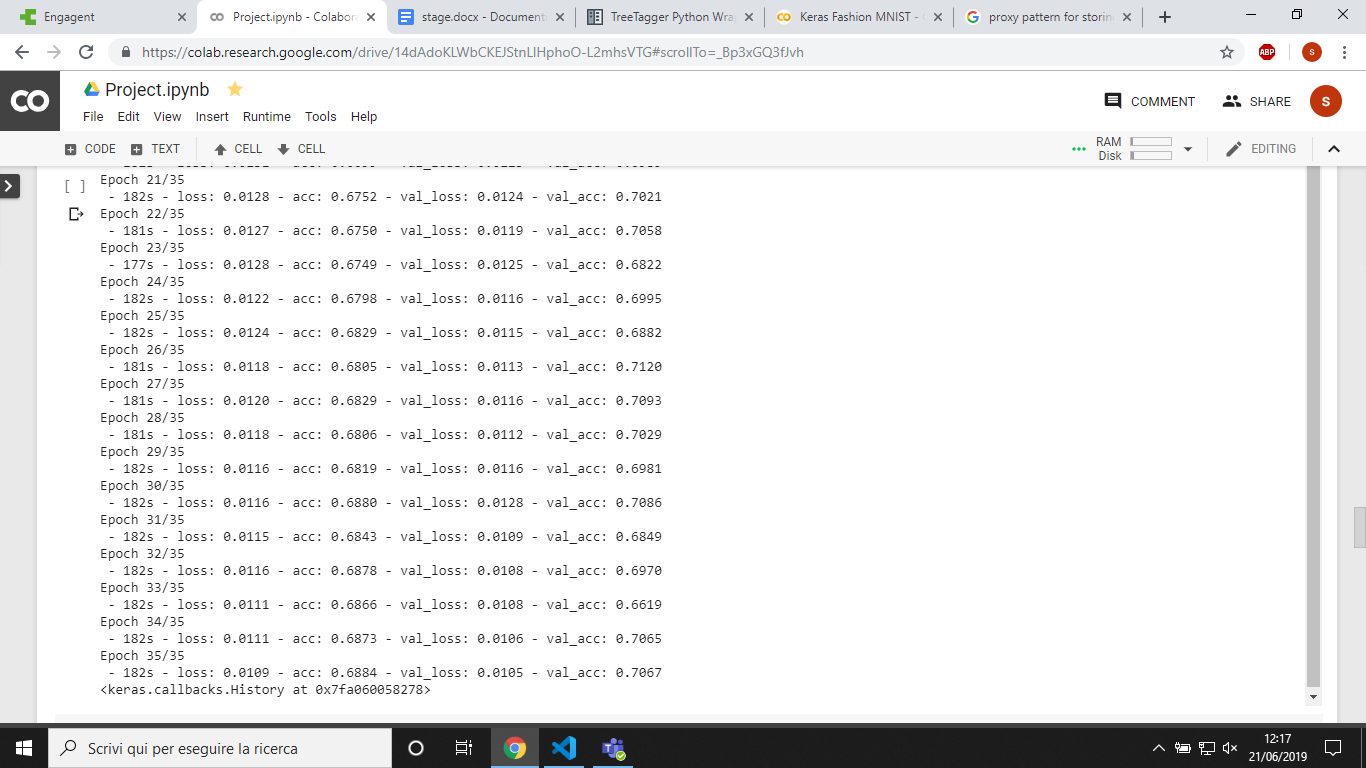 Engagent
Project.ipynb - Colabor
stage.docx - Document
TreeTagger Python Wra
Keras Fashion MNIST -
proxy pattern for storin
https://colab.research.google.com/drive/14dAdoKLWbCKEJStnLlHphoO-L2mhsVTG#scrollTo=_Bp3xGQ3fJvh
ABP
S
CO
Project.ipynb
COMMENT
SHARE
S
File Edit View Insert Runtime Tools Help
CODE TEXT CELL CELL
RAM
Disk
EDITING
[ ]
Epoch 21/35
- 182s - loss: 0.0128 - acc: 0.6752 - val_loss: 0.0124 - val_acc: 0.7021
Epoch 22/35
- 181s - loss: 0.0127 - acc: 0.6750 - val_loss: 0.0119 - val_acc: 0.7058
Epoch 23/35
- 177s - loss: 0.0128 - acc: 0.6749 - val_loss: 0.0125 - val_acc: 0.6822
Epoch 24/35
- 182s - loss: 0.0122 - acc: 0.6798 - val_loss: 0.0116 - val_acc: 0.6995
Epoch 25/35
- 182s - loss: 0.0124 - acc: 0.6829 - val_loss: 0.0115 - val_acc: 0.6882
Epoch 26/35
- 181s - loss: 0.0118 - acc: 0.6805 - val_loss: 0.0113 - val_acc: 0.7120
Epoch 27/35
- 181s - loss: 0.0120 - acc: 0.6829 - val_loss: 0.0116 - val_acc: 0.7093
Epoch 28/35
- 181s - loss: 0.0118 - acc: 0.6806 - val_loss: 0.0112 - val_acc: 0.7029
Epoch 29/35
- 182s - loss: 0.0116 - acc: 0.6819 - val_loss: 0.0116 - val_acc: 0.6981
Epoch 30/35
- 182s - loss: 0.0116 - acc: 0.6880 - val_loss: 0.0128 - val_acc: 0.7086
Epoch 31/35
- 182s - loss: 0.0115 - acc: 0.6843 - val_loss: 0.0109 - val_acc: 0.6849
Epoch 32/35
- 182s - loss: 0.0116 - acc: 0.6878 - val_loss: 0.0108 - val_acc: 0.6970
Epoch 33/35
- 182s - loss: 0.0111 - acc: 0.6866 - val_loss: 0.0108 - val_acc: 0.6619
Epoch 34/35
- 182s - loss: 0.0111 - acc: 0.6873 - val_loss: 0.0106 - val_acc: 0.7065
Epoch 35/35
- 182s - loss: 0.0109 - acc: 0.6884 - val_loss: 0.0105 - val_acc: 0.7067
<keras.callbacks.History at 0x7fa060058278>
Scrivi qui per eseguire la ricerca
12:17
21/06/2019